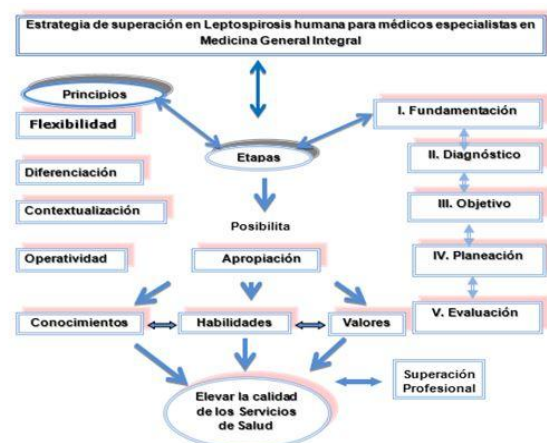 Estrategia de superación en Leptospirosis humana para médicos especialistas en
Medicina General Integral
Principios
Flexibilidad
Diferenciación
Contextualización
Operatividad
Etapas
Posibilita
Apropiación
I. Fundamentación
II. Diagnóstico
III. Objetivo
IV. Planeación
V. Evaluación
Conocimientos
Habilidades
Valores
Elevar la calidad
de los Servicios
de Salud
Superación
Profesional